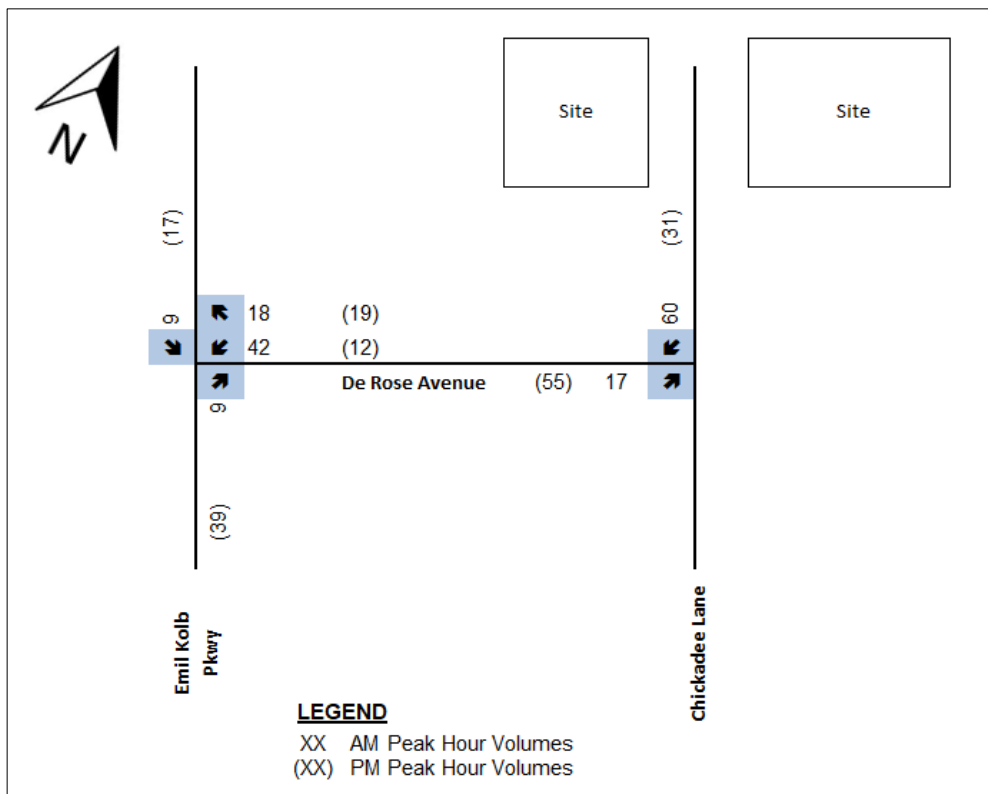 Site
Site
N
(17)
(31)
9
60
18 (19)
42 (12)
De Rose Avenue (55) 17
9
(39)
Emil Kolb
Pkwy
Chickadee Lane
LEGEND
XX AM Peak Hour Volumes
(XX) PM Peak Hour Volumes